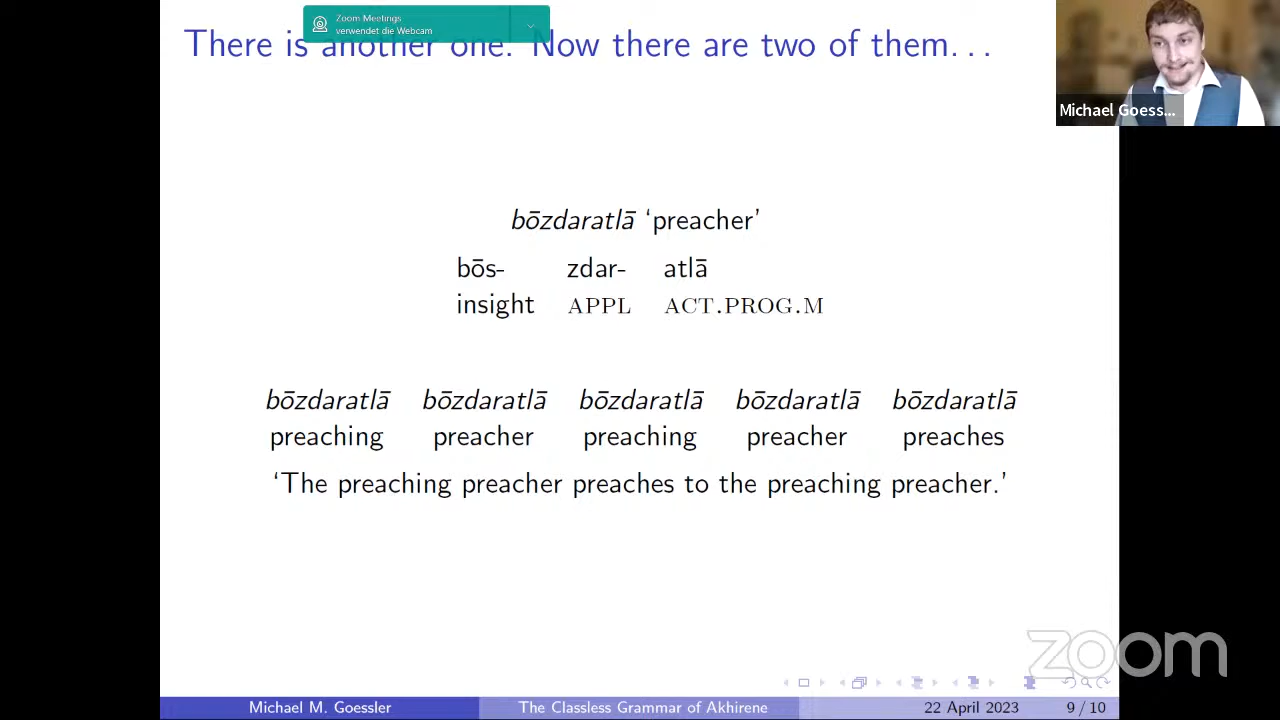 Zoom Meetings
verwendet die Webcam
There is another one. Now there are two of them...
Michael Goess...
bōzdaratlā ‘preacher’
bōs- zdar- atlā
insight APPL ACT.PROG.M
bōzdaratlā bōzdaratlā bōzdaratlā bōzdaratlā bōzdaratlā
preaching preacher preaching preacher preaches
‘The preaching preacher preaches to the preaching preacher.’
zoom
Michael M. Goessler The Classless Grammar of Akhirene 22 April 2023 9 / 10